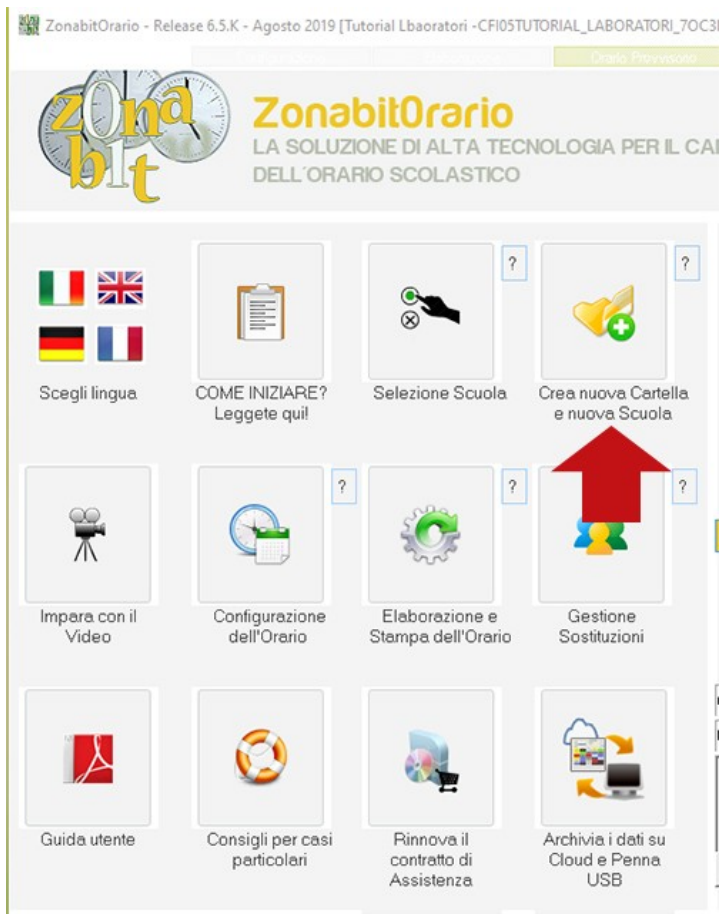 ZonabitOrario - Release 6.5.K - Agosto 2019 [Tutorial Lbaoratori -CFI05TUTORIAL_LABORATORI_7OC3
Orario Provvisorio
zona
bit
ZonabitOrario
LA SOLUZIONE DI ALTA TECNOLOGIA PER IL CA
DELL'ORARIO SCOLASTICO
?
?
Scegli lingua
COME INIZIARE?
Leggete qui!
Selezione Scuola
Crea nuova Cartella
e nuova Scuola
?
?
?
Impara con il
Video
Configurazione
dell'Orario
Elaborazione e
Stampa dell'Orario
Gestione
Sostituzioni
Guida utente
Consigli per casi
particolari
Rinnova il
contratto di
Assistenza
Archivia i dati su
Cloud e Penna
USB